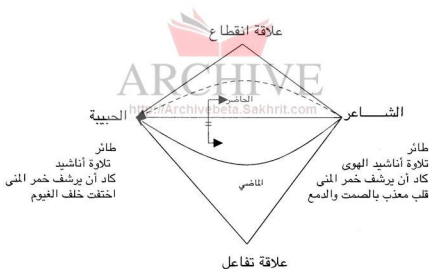 علاقة انقطاع
ARCHIVE
http://Archivebeta.Sakhrit.com
الحاضر
الشاعر
الحبيبة
طائر
تلاوة أناشيد الهوى
كاد أن يرشف خمر المنى
قلب معذب بالصمت والدمع
الماضي
طائر
تلاوة أناشيد
كاد أن يرشف خمر المنى
اختفت خلف الغيوم
علاقة تفاعل